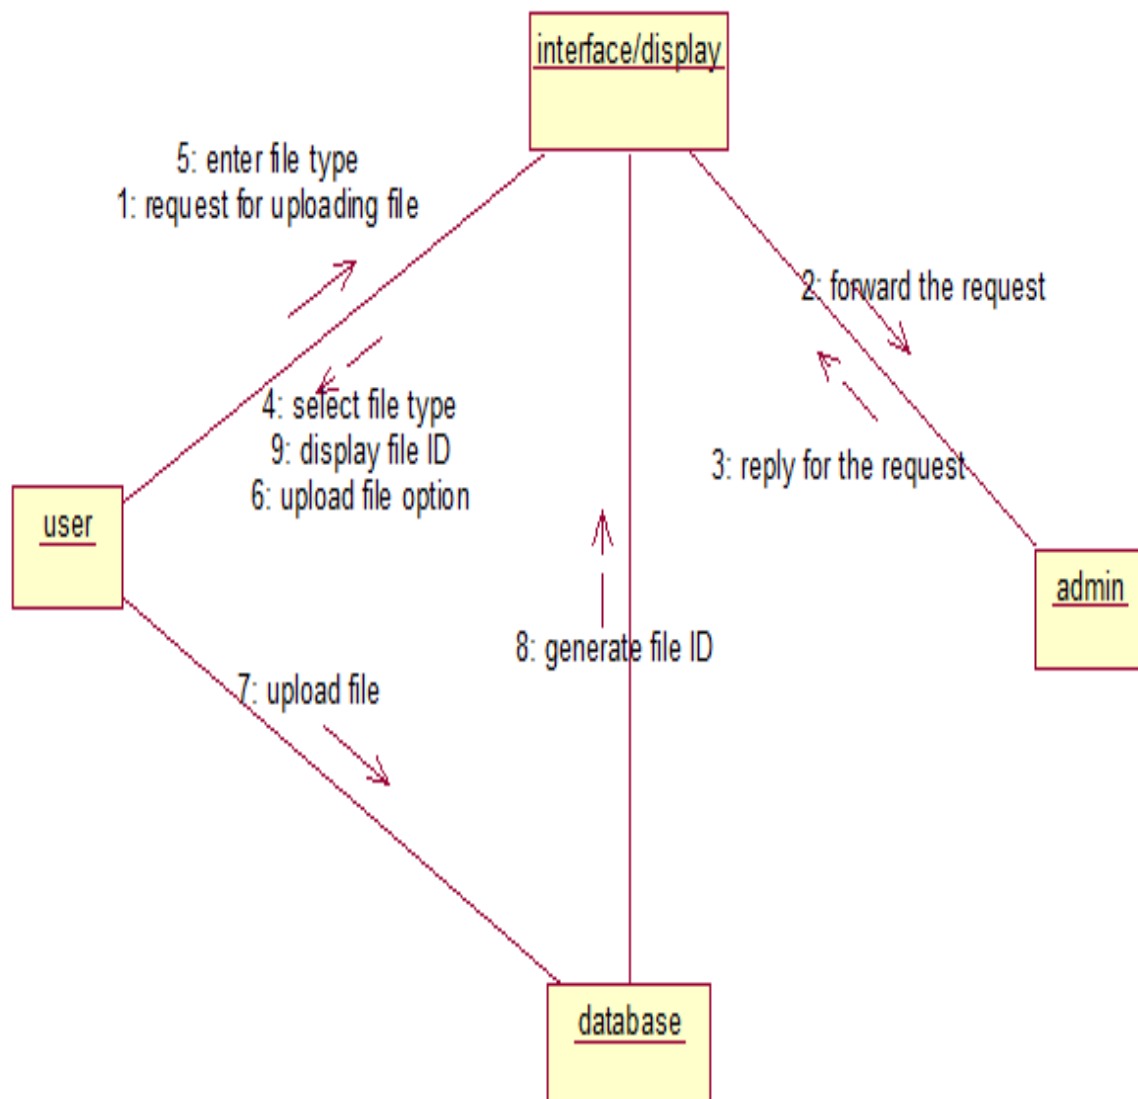 interface/display
5: enter file type
1: request for uploading file
2: forward the request
4: select file type
9: display file ID
3: reply for the request
6: upload file option
user
admin
8: generate file ID
7: upload file
database